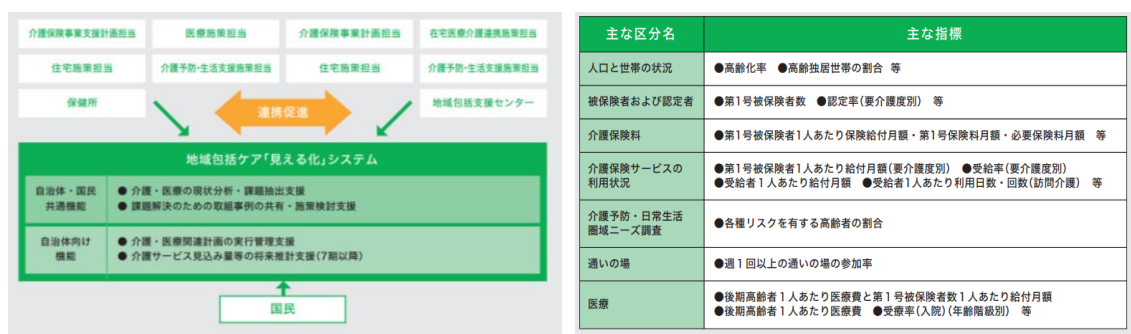 介護保険事業支援計画担当
医療施策担当
介護保険事業計画担当
在宅医療介護連携施策担当
住宅施策担当
介護予防・生活支援施策担当
住宅施策担当
介護予防・生活支援施策担当
保健所
連携促進
地域包括支援センター
地域包括ケア「見える化」システム
自治体・国民
共通機能
● 介護・医療の現状分析・課題抽出支援
● 課題解決のための取組事例の共有・施策検討支援
自治体向け
機能
● 介護・医療関連計画の実行管理支援
● 介護サービス見込み量等の将来推計支援(7期以降)
国民
主な区分名
主な指標
人口と世帯の状況
●高齢化率 ●高齢独居世帯の割合 等
被保険者および認定者
●第1号被保険者数 ●認定率(要介護度別) 等
介護保険料
●第1号被保険者1人あたり保険給付月額・第1号保険料月額・必要保険料月額 等
介護保険サービスの
利用状況
●第1号被保険者1人あたり給付月額(要介護度別) ●受給率(要介護度別)
●受給者1人あたり給付月額 ●受給者1人あたり利用日数・回数(訪問介護) 等
介護予防・日常生活
圏域ニーズ調査
●各種リスクを有する高齢者の割合
通いの場
●週1回以上の通いの場の参加率
医療
●後期高齢者1人あたり医療費と第1号被保険者数1人あたり給付月額
●後期高齢者1人あたり医療費 ●受療率(入院)(年齢階級別) 等